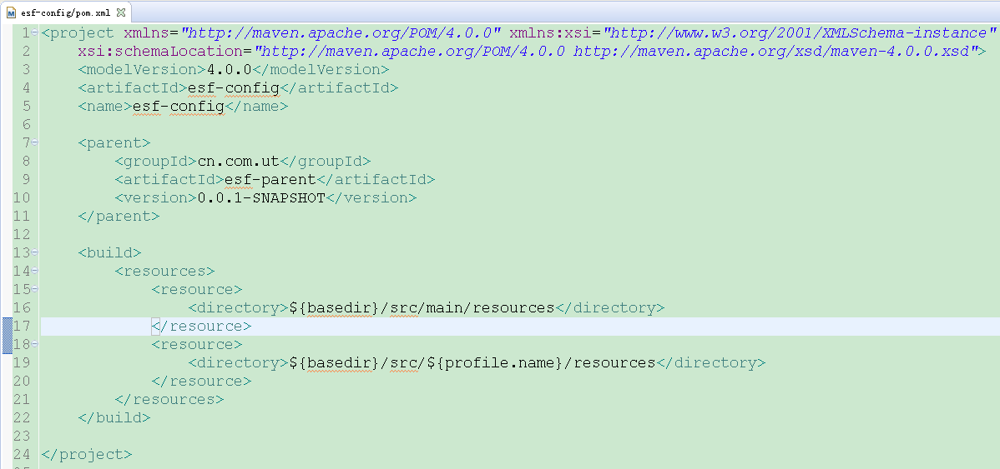 esf-config/pom.xml
1 <project xmlns="http://maven.apache.org/POM/4.0.0" xmlns:xsi="http://www.w3.org/2001/XMLSchema-instance"
2     xsi:schemaLocation="http://maven.apache.org/POM/4.0.0 http://maven.apache.org/xsd/maven-4.0.0.xsd">
3     <modelVersion>4.0.0</modelVersion>
4     <artifactId>esf-config</artifactId>
5     <name>esf-config</name>
6
7     <parent>
8         <groupId>cn.com.ut</groupId>
9         <artifactId>esf-parent</artifactId>
10         <version>0.0.1-SNAPSHOT</version>
11     </parent>
12
13     <build>
14         <resources>
15             <resource>
16                 <directory>${basedir}/src/main/resources</directory>
17             </resource>
18             <resource>
19                 <directory>${basedir}/src/${profile.name}/resources</directory>
20             </resource>
21         </resources>
22     </build>
23
24 </project>